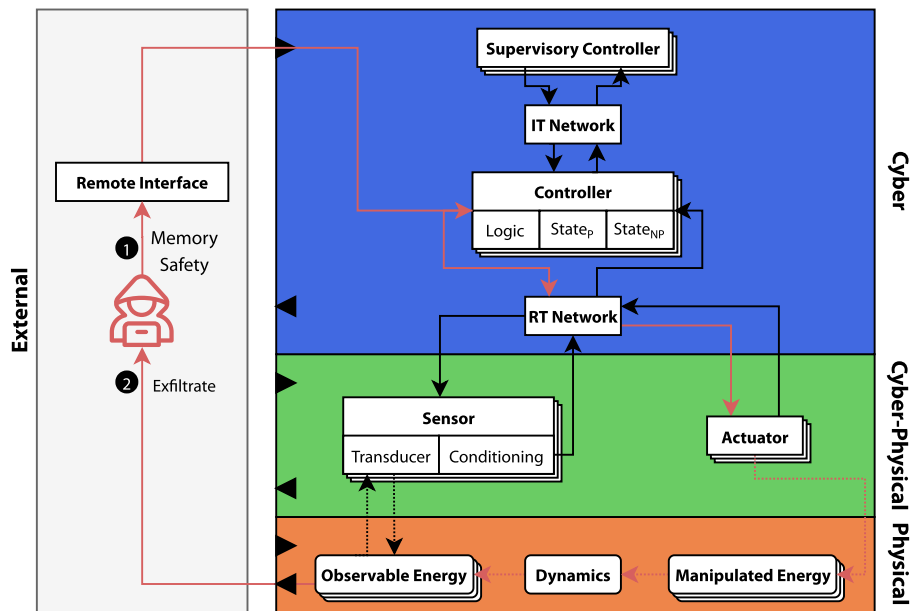 External
Remote Interface
1
Memory
Safety
2
Exfiltrate
Cyber
Supervisory Controller
IT Network
Controller
Logic
StateP
StateNP
RT Network
Cyber-Physical
Sensor
Transducer
Conditioning
Actuator
Physical
Observable Energy
Dynamics
Manipulated Energy